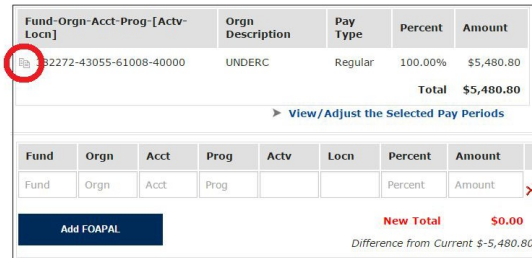 Fund-Orgn-Acct-Prog-[Actv-Locn] Orgn Description Pay Type Percent Amount
382272-43055-61008-40000 UNDERC Regular 100.00% $5,480.80
Total $5,480.80
View/Adjust the Selected Pay Periods
Fund Orgn Acct Prog Actv Locn Percent Amount
Fund Orgn Acct Prog Percent Amount
Add FOAPAL New Total $0.00
Difference from Current $-5,480.80